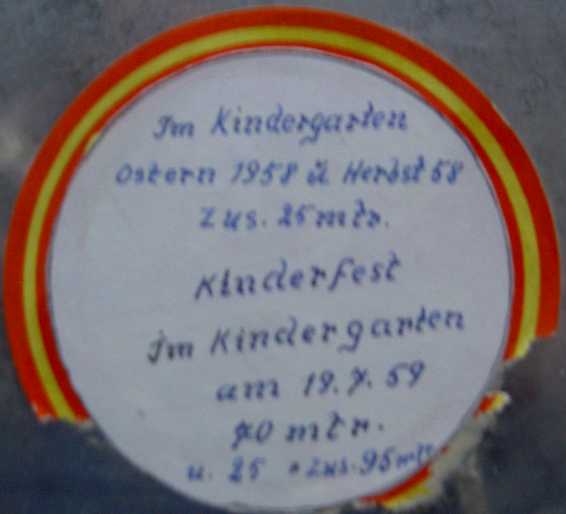 Im Kindergarten
Ostern 1958 u. Herbst 58
Zus. 25 mtr.
Kinderfest
Im Kindergarten
am 19.7.59
70 mtr.
u. 25 = Zus. 95 mtr